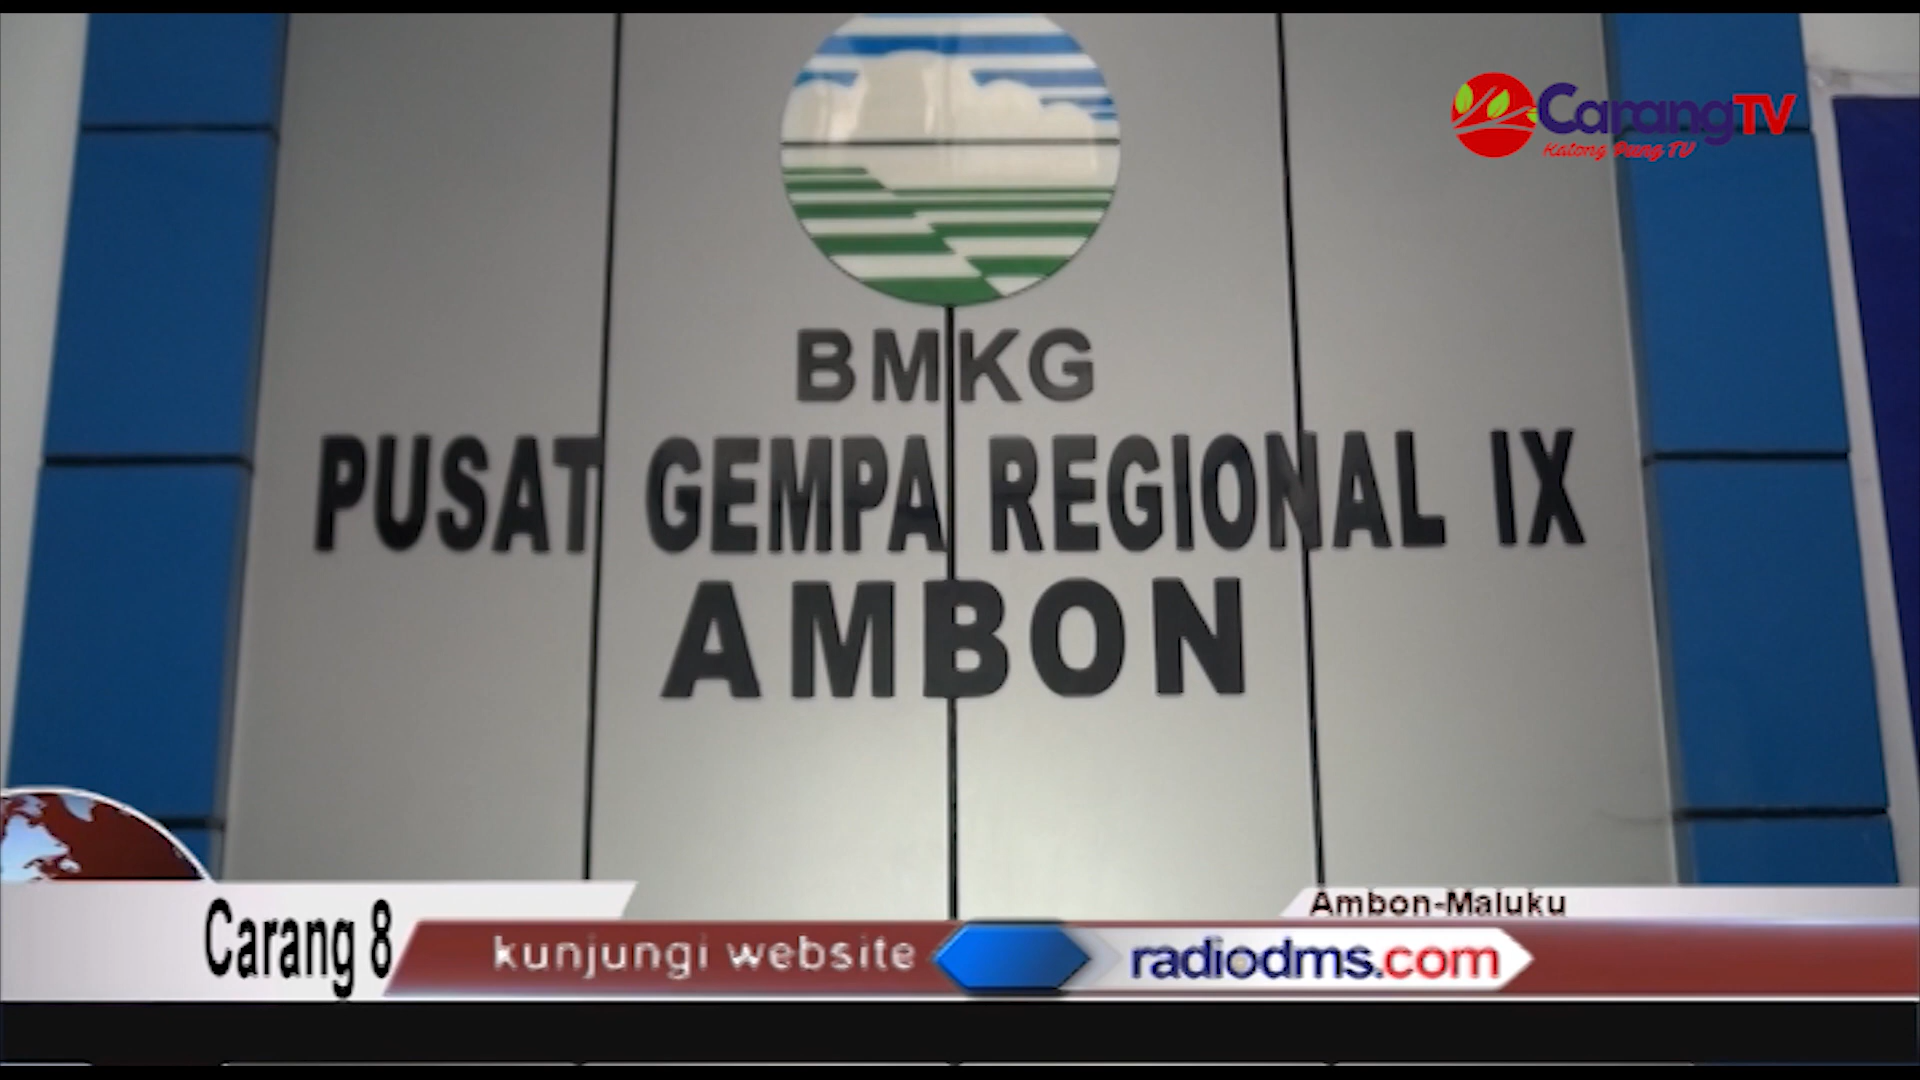 CarangTV
Katong Pung TV
BMKG
PUSAT GEMPA REGIONAL IX
AMBON
Ambon-Maluku
Carang 8
kunjungi website
radiodms.com